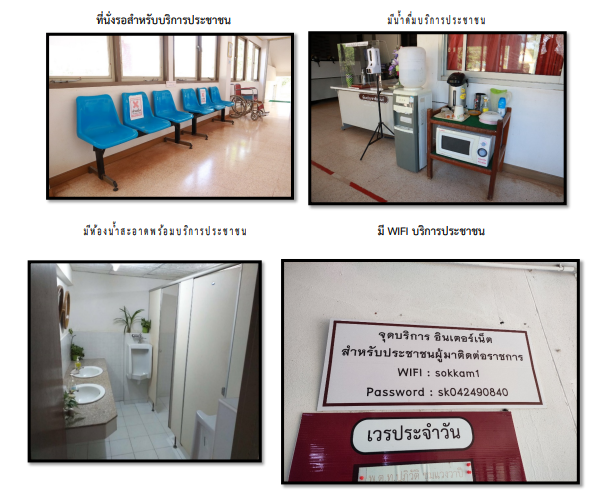 ที่นั่งรอสำหรับบริการประชาชน
มีน้ำดื่มบริการประชาชน
มีห้องน้ำสะอาดพร้อมบริการประชาชน
มี WIFI บริการประชาชน
จุดบริการ อินเตอร์เน็ต
สำหรับประชาชนผู้มาติดต่อราชการ
WIFI : sokkam1
Password : sk042490840
เวรประจำวัน